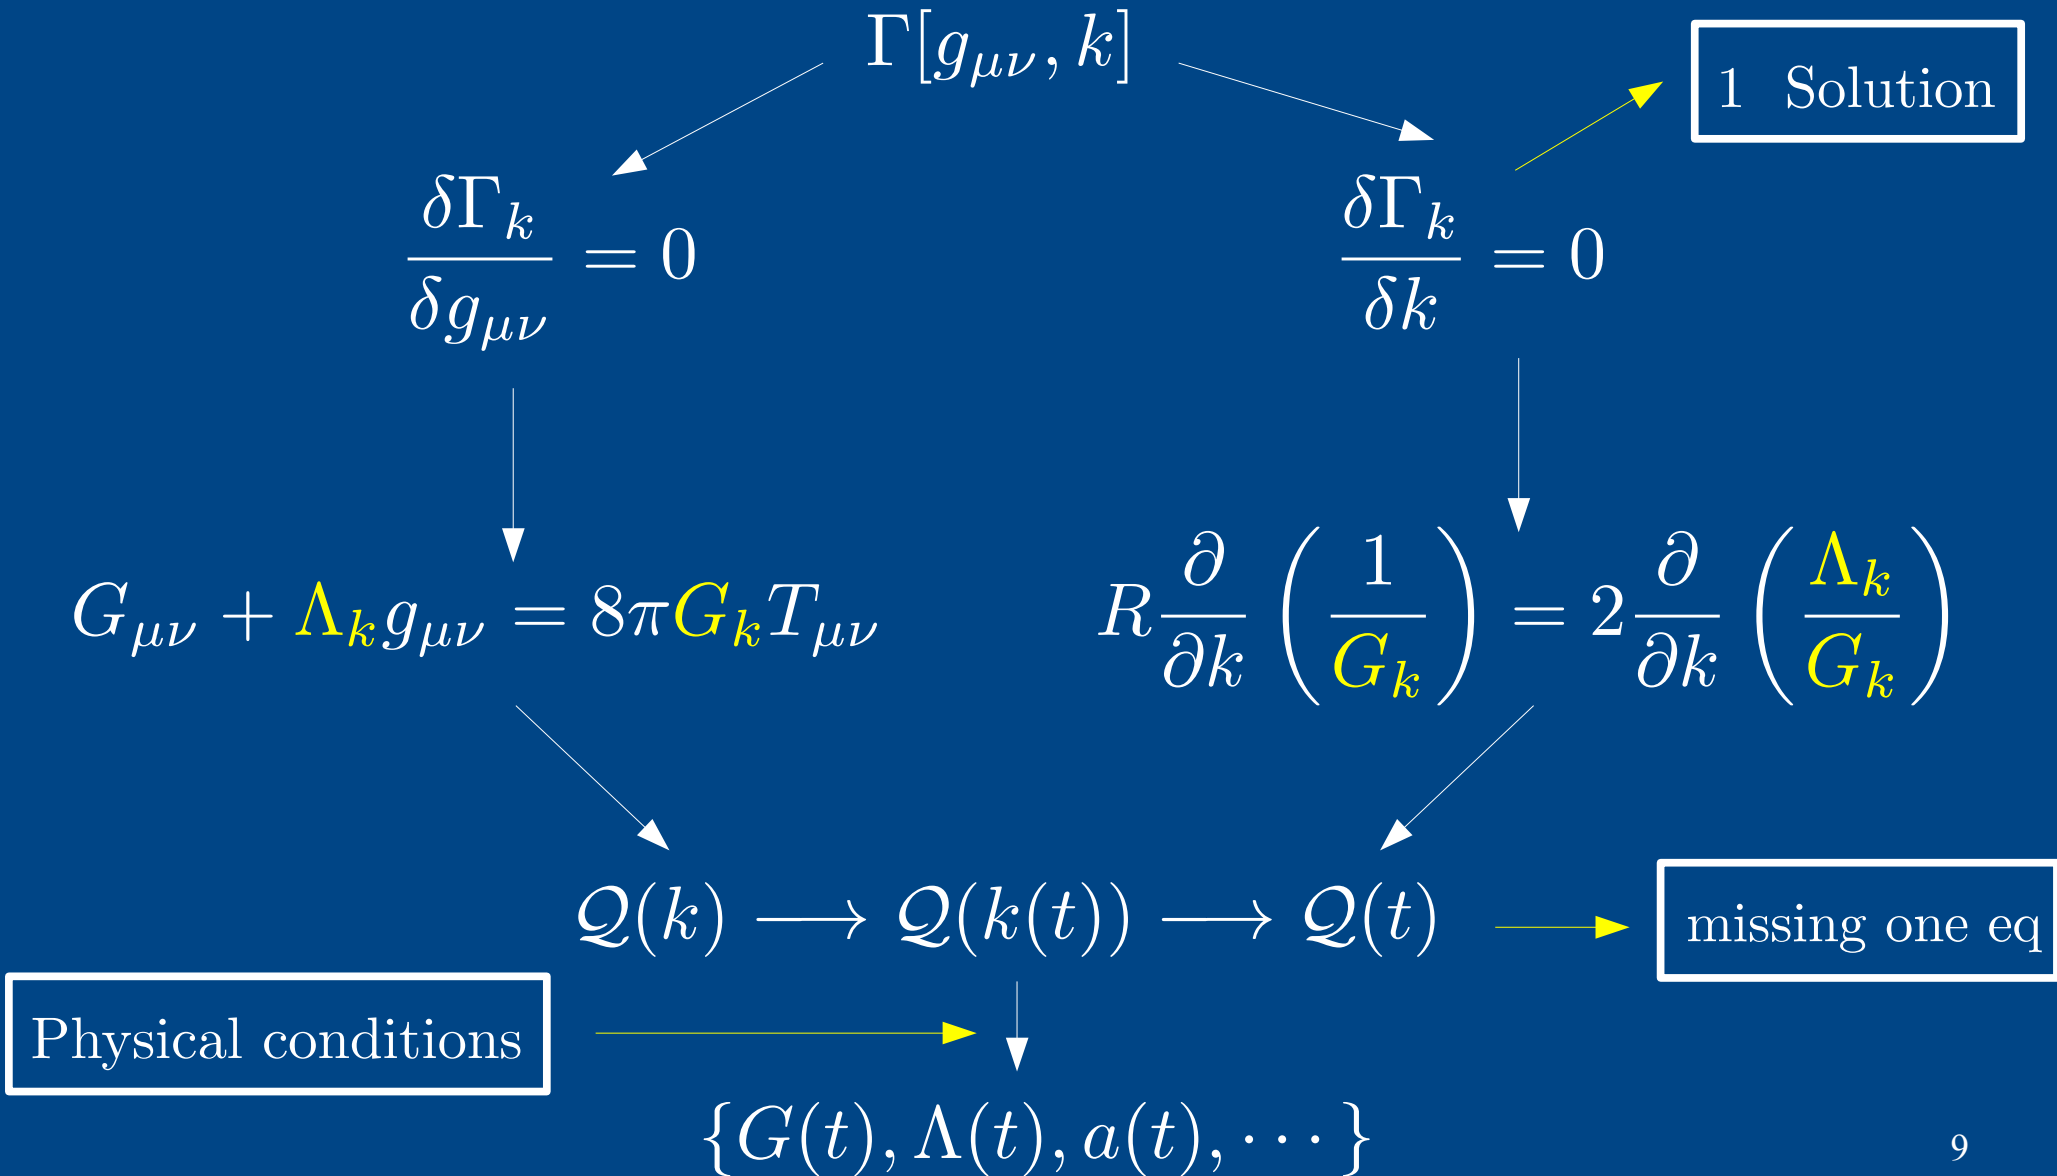 Γ[g_{μν}, k]
1 Solution
δΓ_k/δg_{μν} = 0
δΓ_k/δk = 0
G_{μν} + Λ_k g_{μν} = 8πG_k T_{μν}
R ∂/∂k (1/G_k) = 2 ∂/∂k (Λ_k/G_k)
𝒬(k) ⟶ 𝒬(k(t)) ⟶ 𝒬(t)
missing one eq
Physical conditions
{G(t), Λ(t), a(t), ⋯}
9